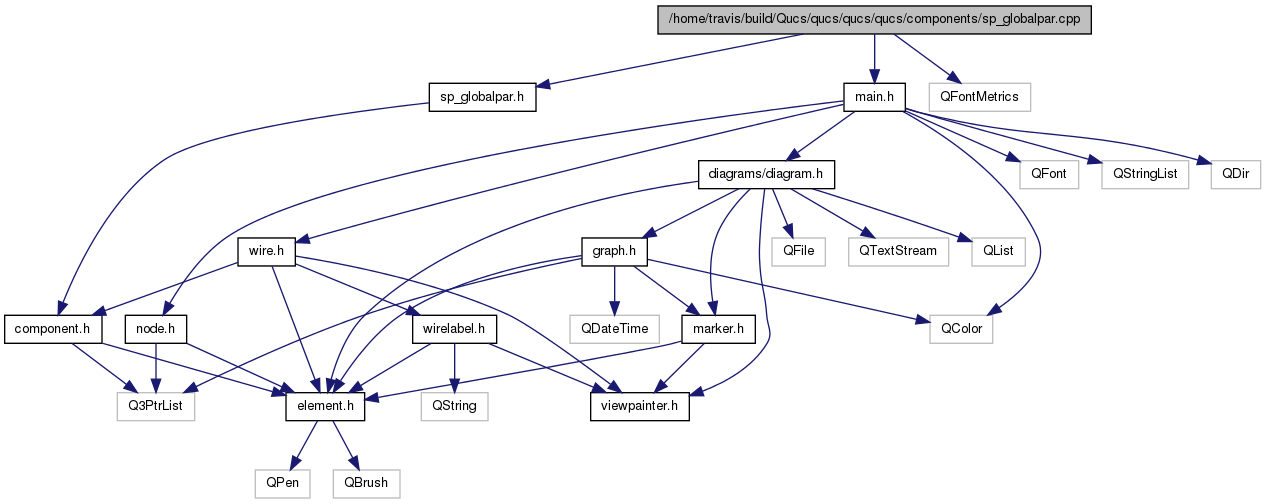 /home/travis/build/Qucs/qucs/qucs/qucs/components/sp_globalpar.cpp
sp_globalpar.h
main.h
QFontMetrics
diagrams/diagram.h
QFont
QStringList
QDir
wire.h
graph.h
QFile
QTextStream
QList
component.h
node.h
wirelabel.h
QDateTime
marker.h
QColor
Q3PtrList
element.h
QString
viewpainter.h
QPen
QBrush